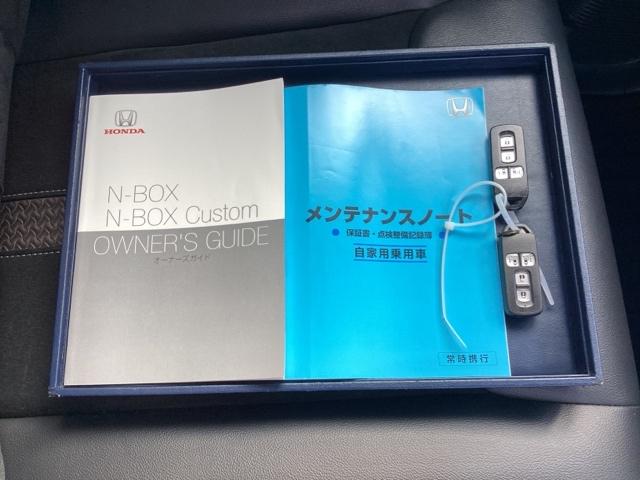 HONDA
N-BOX
N-BOX Custom
OWNER'S GUIDE
オーナーズガイド
メンテナンスノート
保証書・点検整備記録簿
自家用乗用車
常時携行